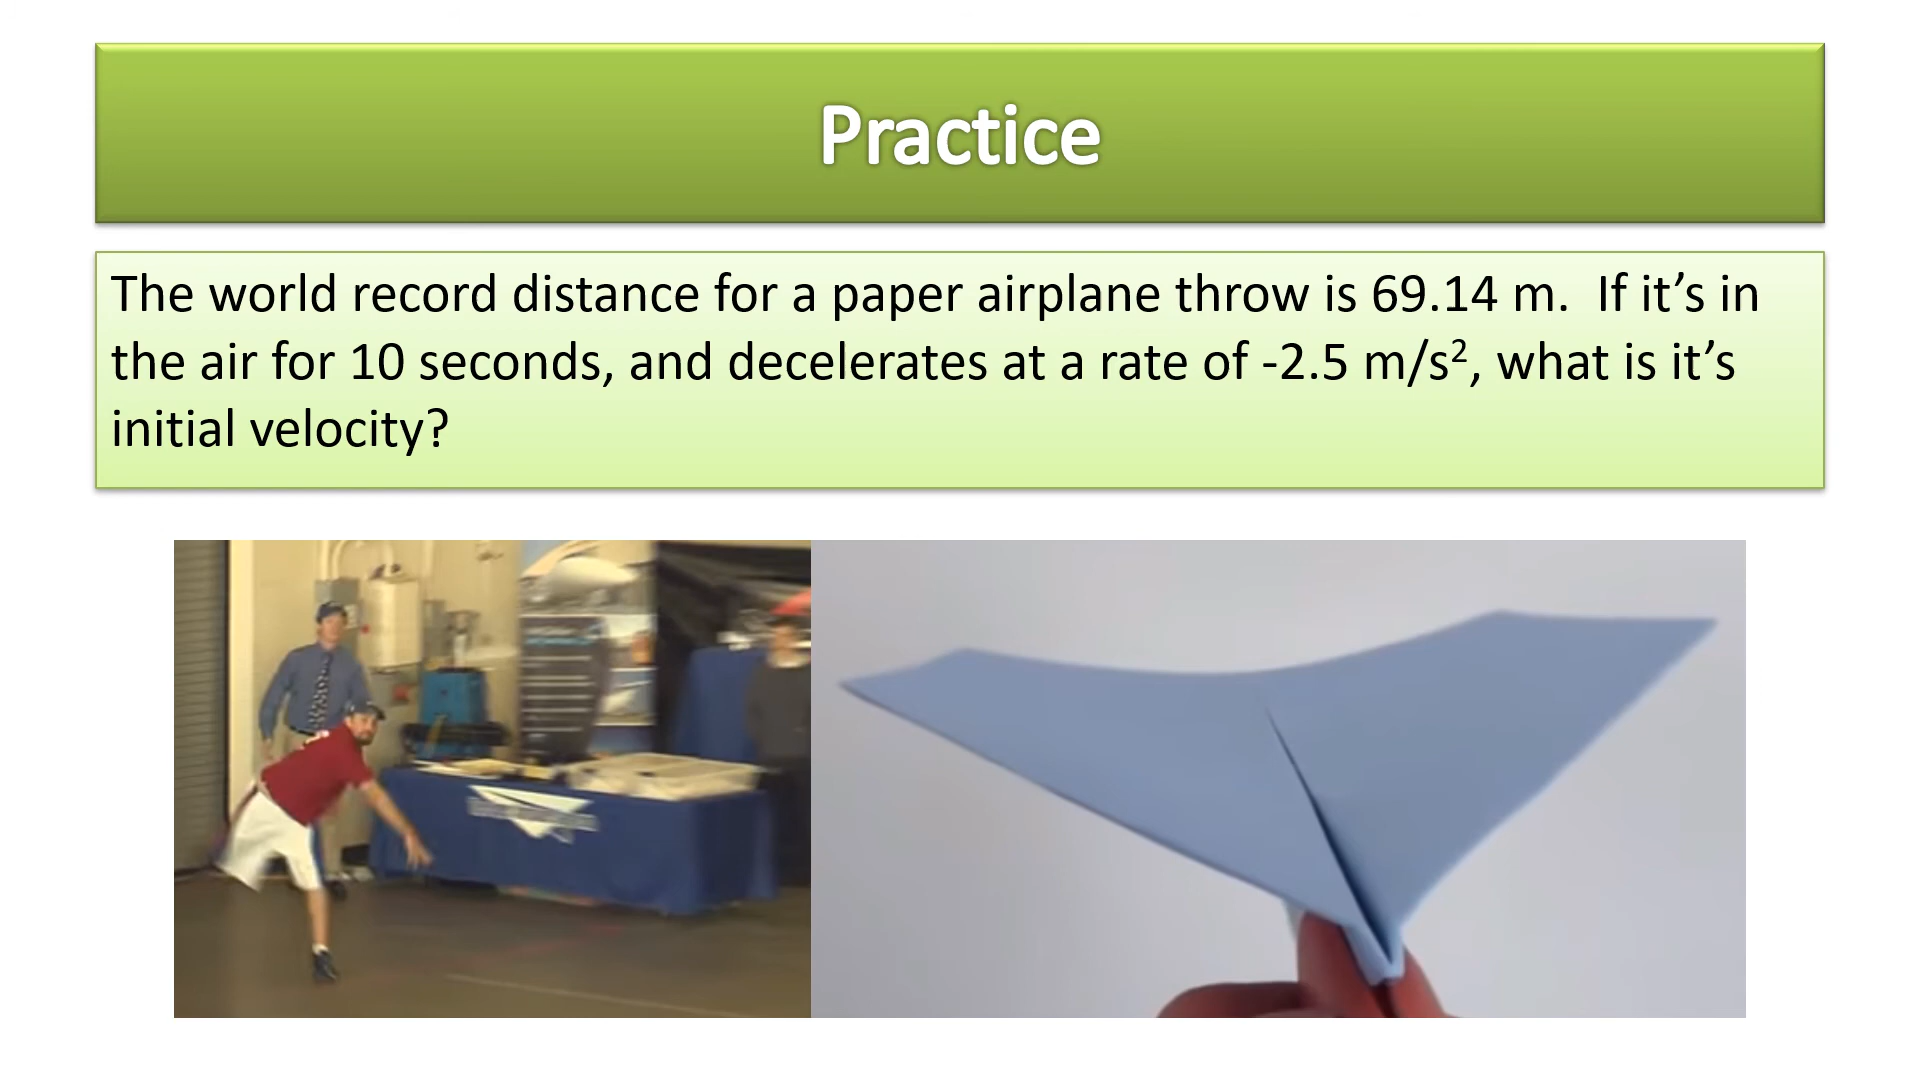 Practice
The world record distance for a paper airplane throw is 69.14 m.  If it’s in
the air for 10 seconds, and decelerates at a rate of -2.5 m/s², what is it’s
initial velocity?